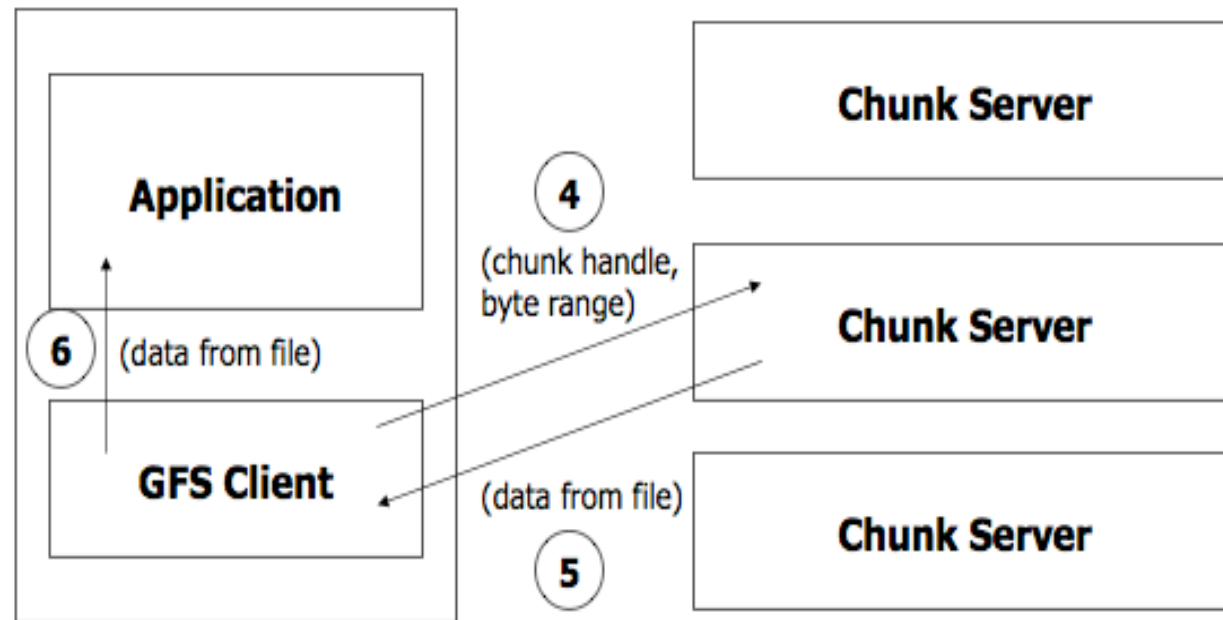 Application
6
(data from file)
GFS Client
4
(chunk handle,
byte range)
(data from file)
5
Chunk Server
Chunk Server
Chunk Server